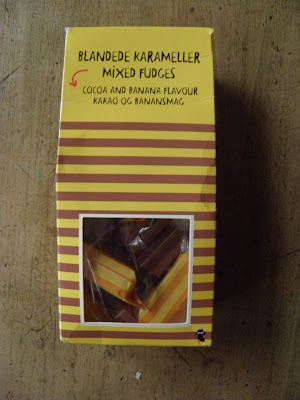 BLANDEDE KARAMELLER
MIXED FUDGES
COCOA AND BANANA FLAVOUR
KAKAO OG BANANSMAG